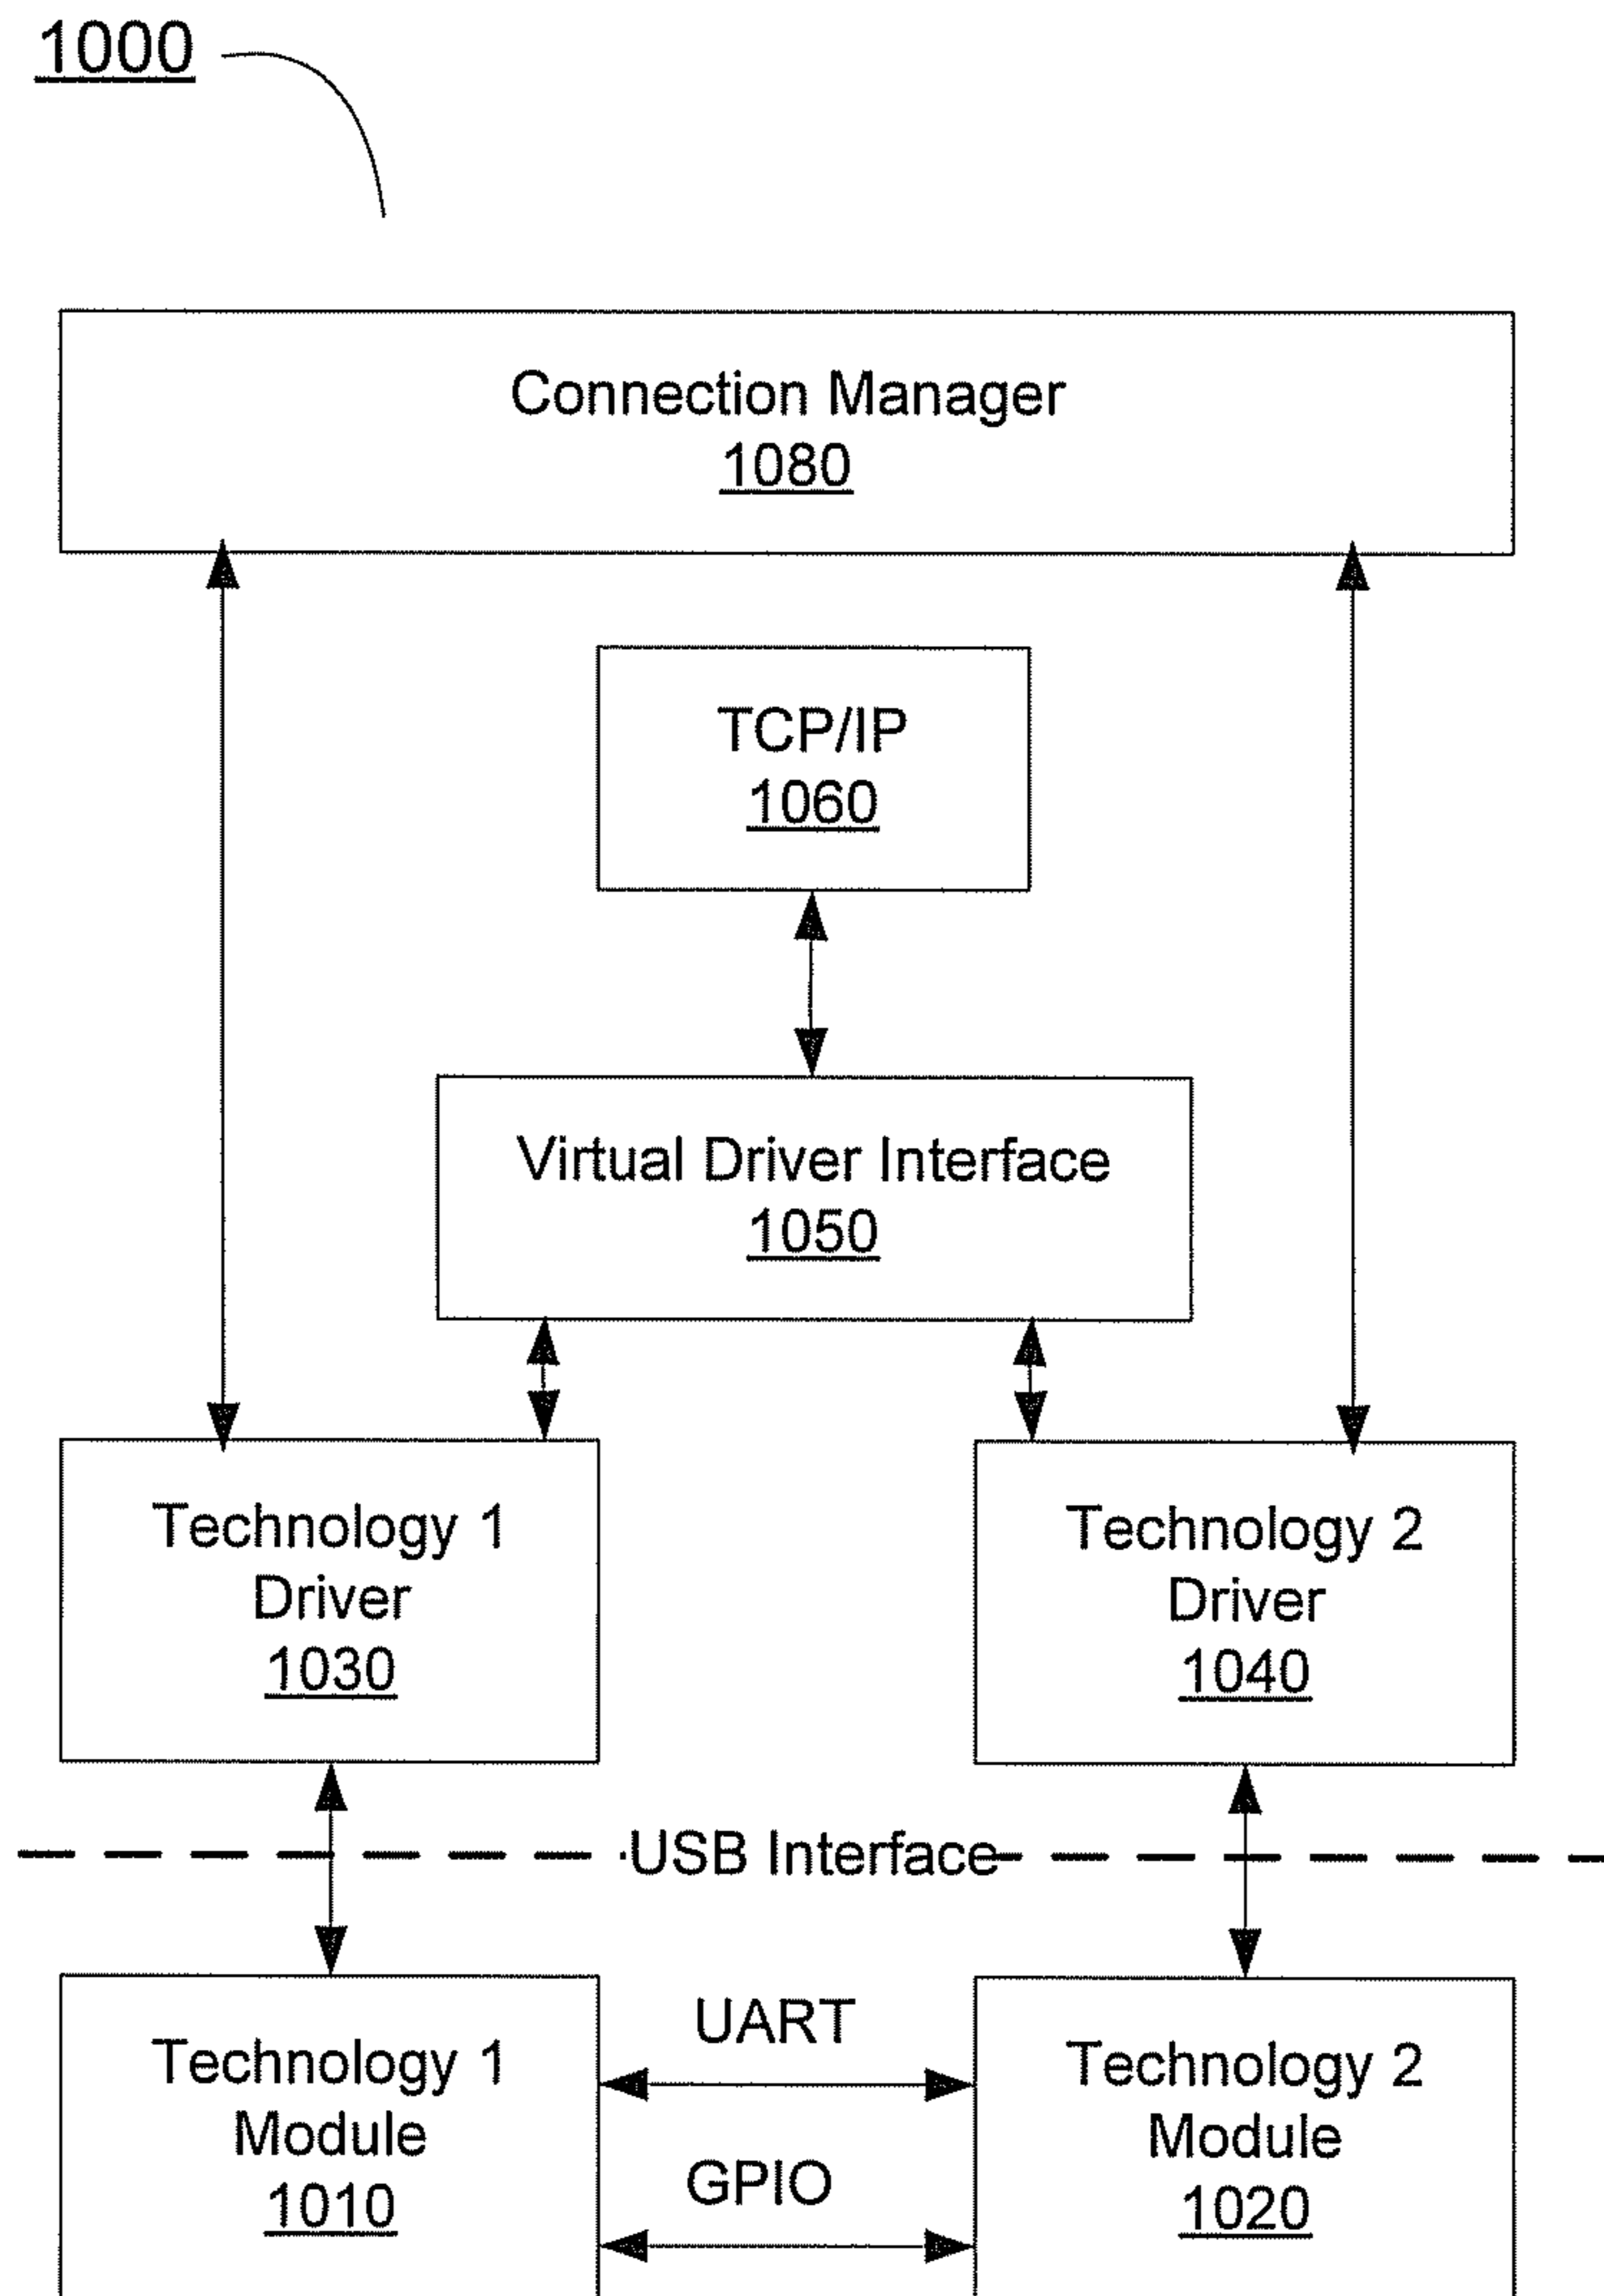 1000
Connection Manager
1080
TCP/IP
1060
Virtual Driver Interface
1050
Technology 1
Driver
1030
Technology 2
Driver
1040
USB Interface
Technology 1
Module
1010
UART
GPIO
Technology 2
Module
1020